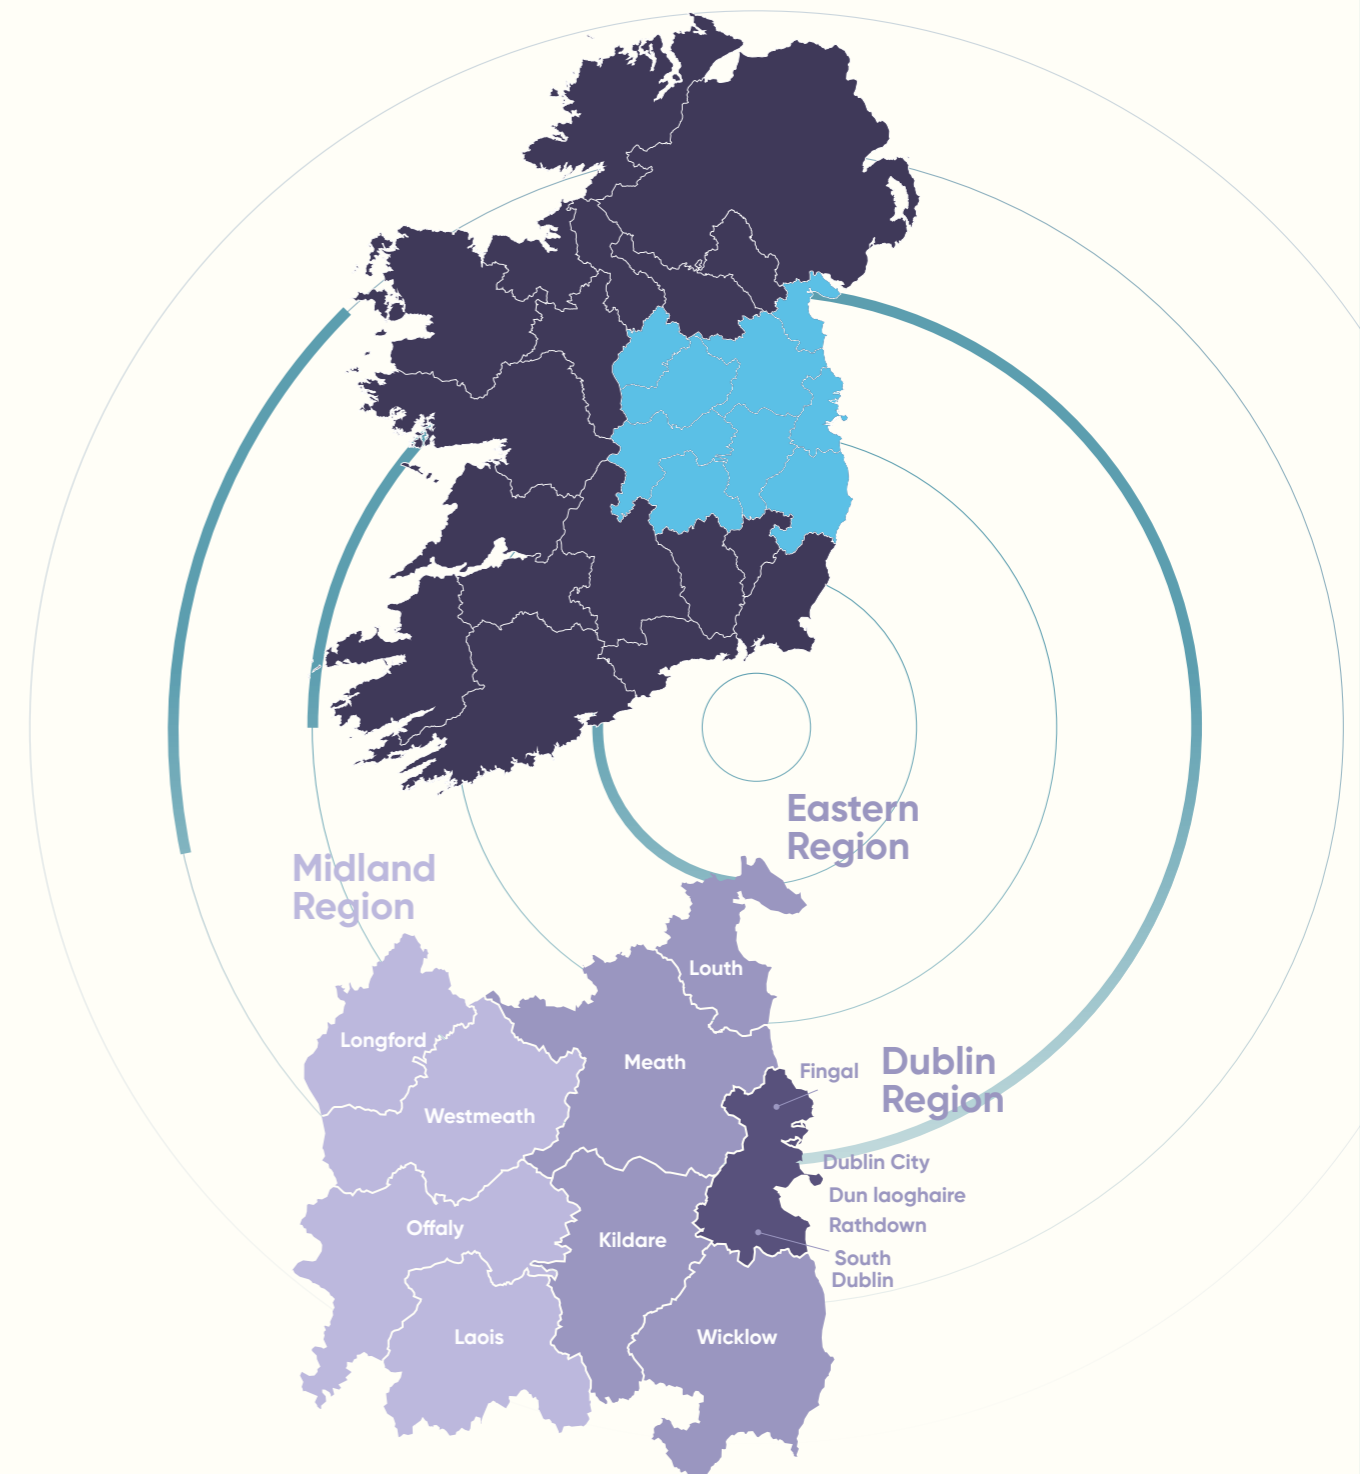 Eastern
Region
Midland
Region
Louth
Longford
Meath
Fingal
Dublin
Region
Westmeath
Dublin City
Dun laoghaire
Rathdown
Offaly
Kildare
South
Dublin
Laois
Wicklow